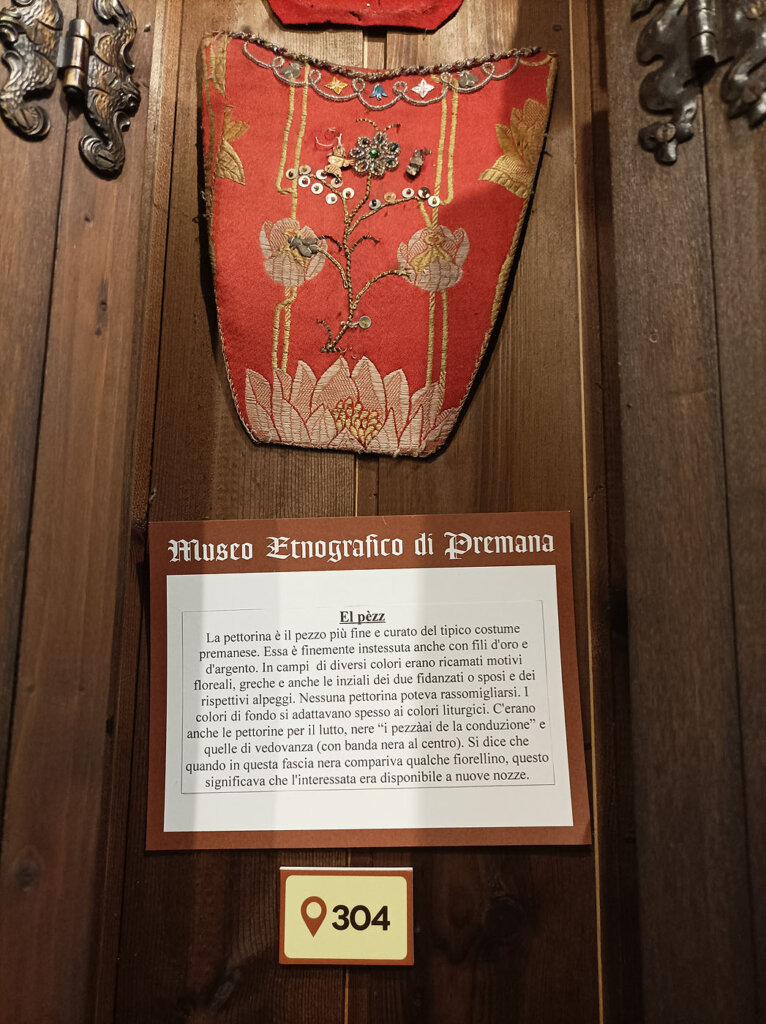 Museo Etnografico di Premana
El pèzz
La pettorina è il pezzo più fine e curato del tipico costume
premanese. Essa è finemente instessuta anche con fili d'oro e
d'argento. In campi di diversi colori erano ricamati motivi
floreali, greche e anche le inziali dei due fidanzati o sposi e dei
rispettivi alpeggi. Nessuna pettorina poteva rassomigliarsi. I
colori di fondo si adattavano spesso ai colori liturgici. C'erano
anche le pettorine per il lutto, nere “i pezzàai de la conduzione” e
quelle di vedovanza (con banda nera al centro). Si dice che
quando in questa fascia nera compariva qualche fiorellino, questo
significava che l'interessata era disponibile a nuove nozze.
304